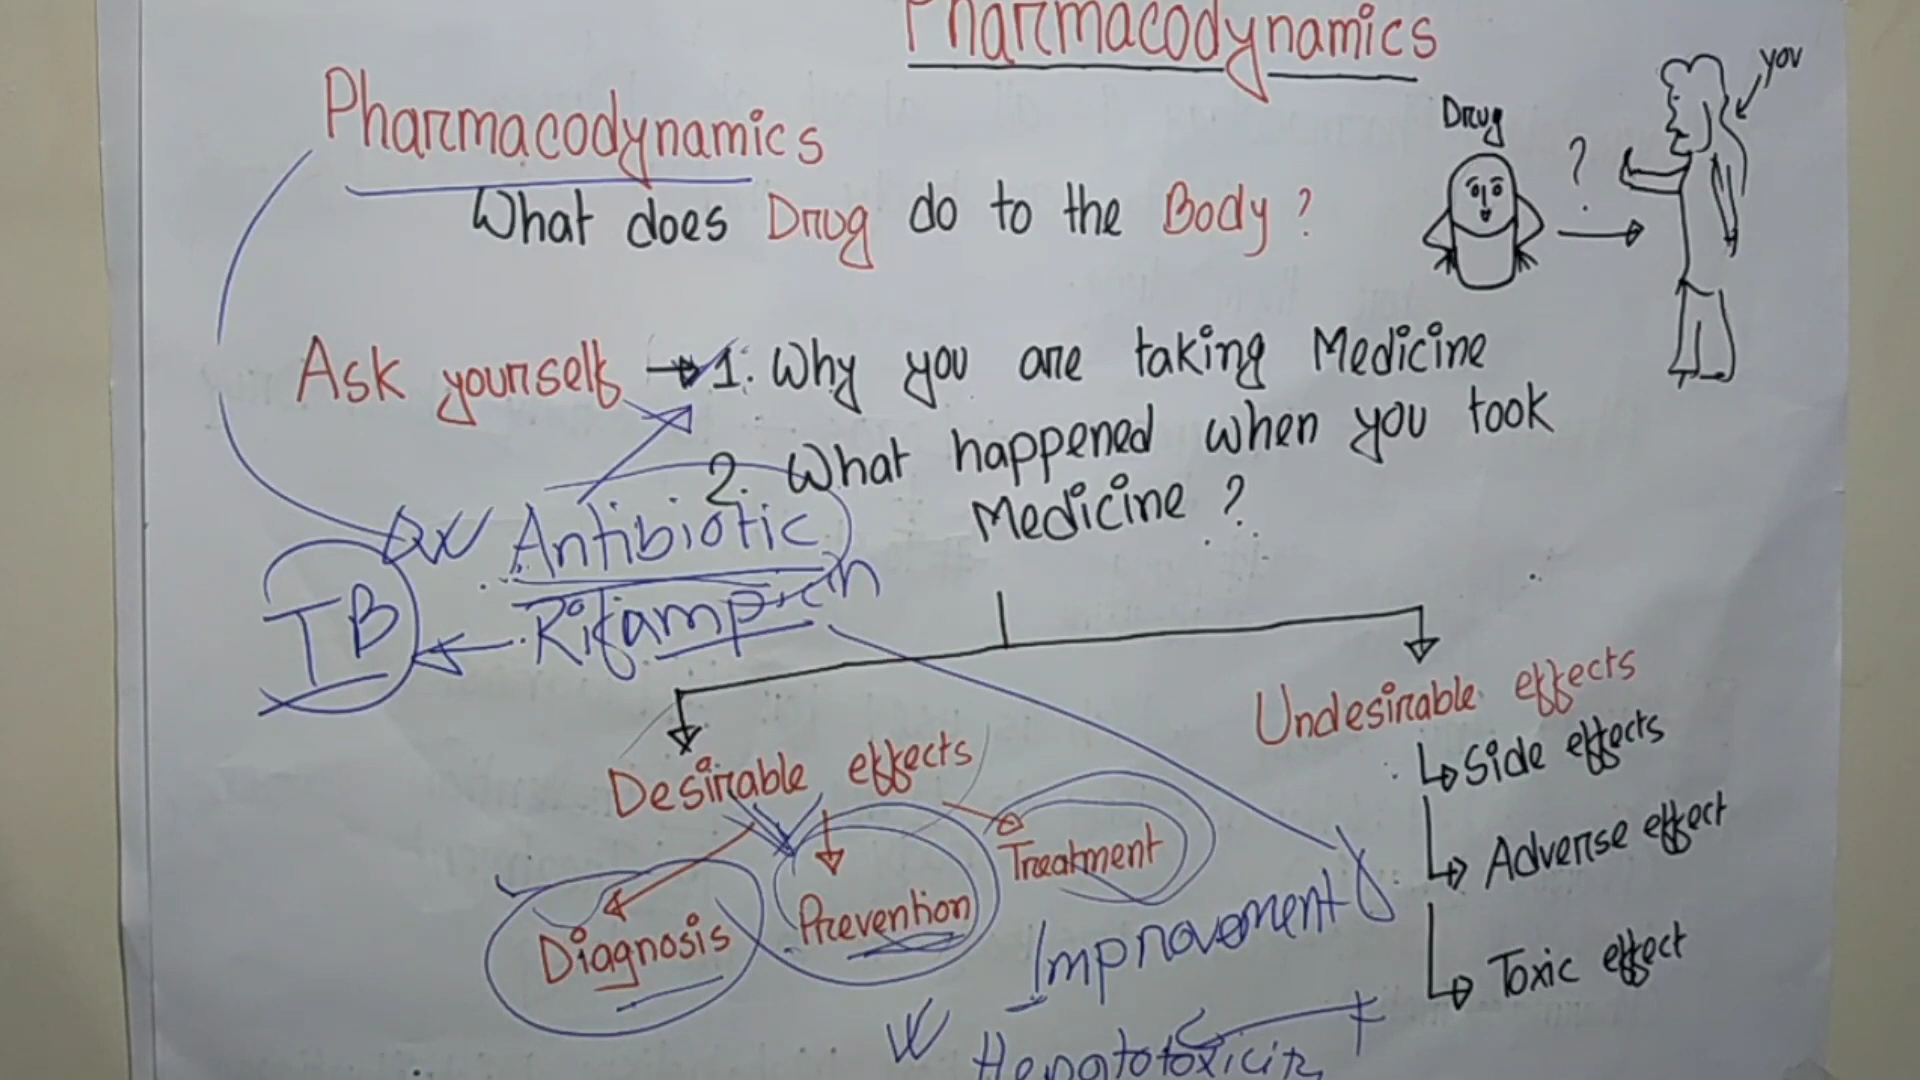 Pharmacodynamics
you
Pharmacodynamics
Drug
?
What does Drug do to the Body ?
Ask yourself → 1. Why you are taking Medicine
2. What happened when you took
Medicine ?
Antibiotic
TB ← Rifampicin
Desirable effects
Undesirable effects
Side effects
Adverse effect
Toxic effect
Diagnosis
Prevention
Treatment
Improvement
Hepatotoxicity